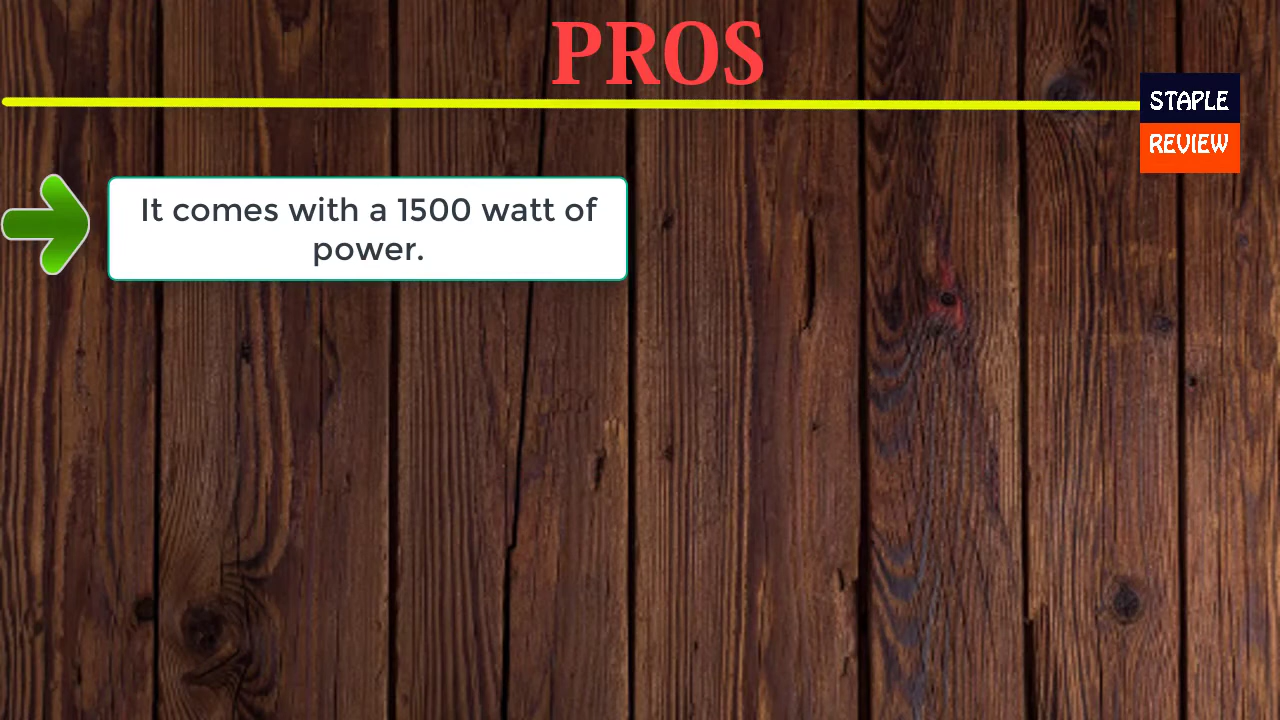 PROS
STAPLE
REVIEW
It comes with a 1500 watt of
power.